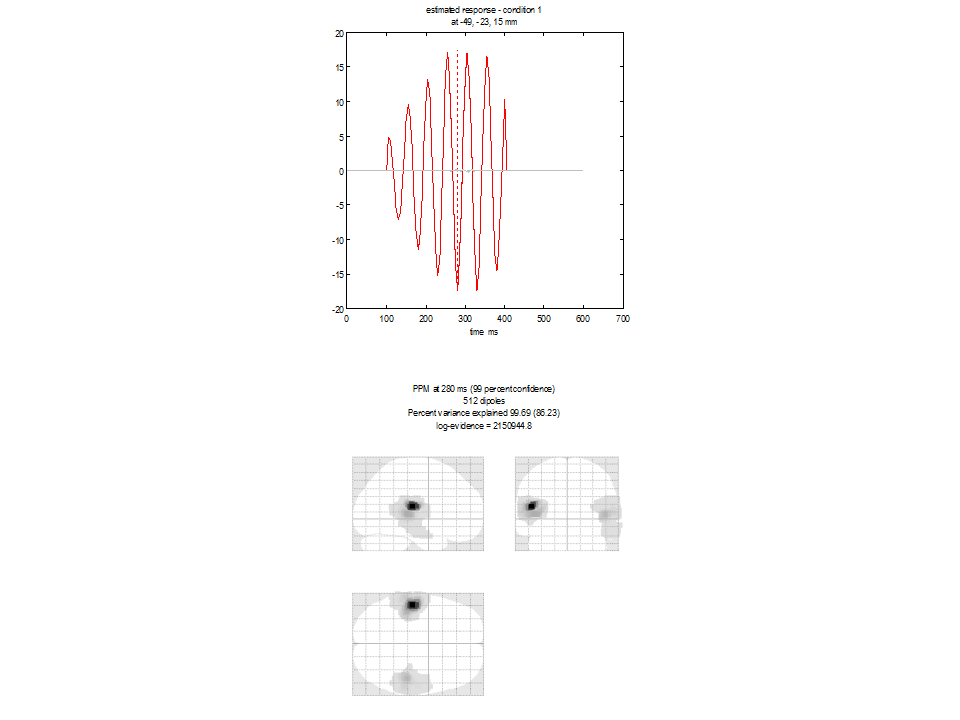 estimated response - condition 1
at -49, -23, 15 mm
20
15
10
5
0
-5
-10
-15
-20
0 100 200 300 400 500 600 700
time ms
PPM at 280 ms (99 percent confidence)
512 dipoles
Percent variance explained 99.69 (86.23)
log-evidence = 2150944.8